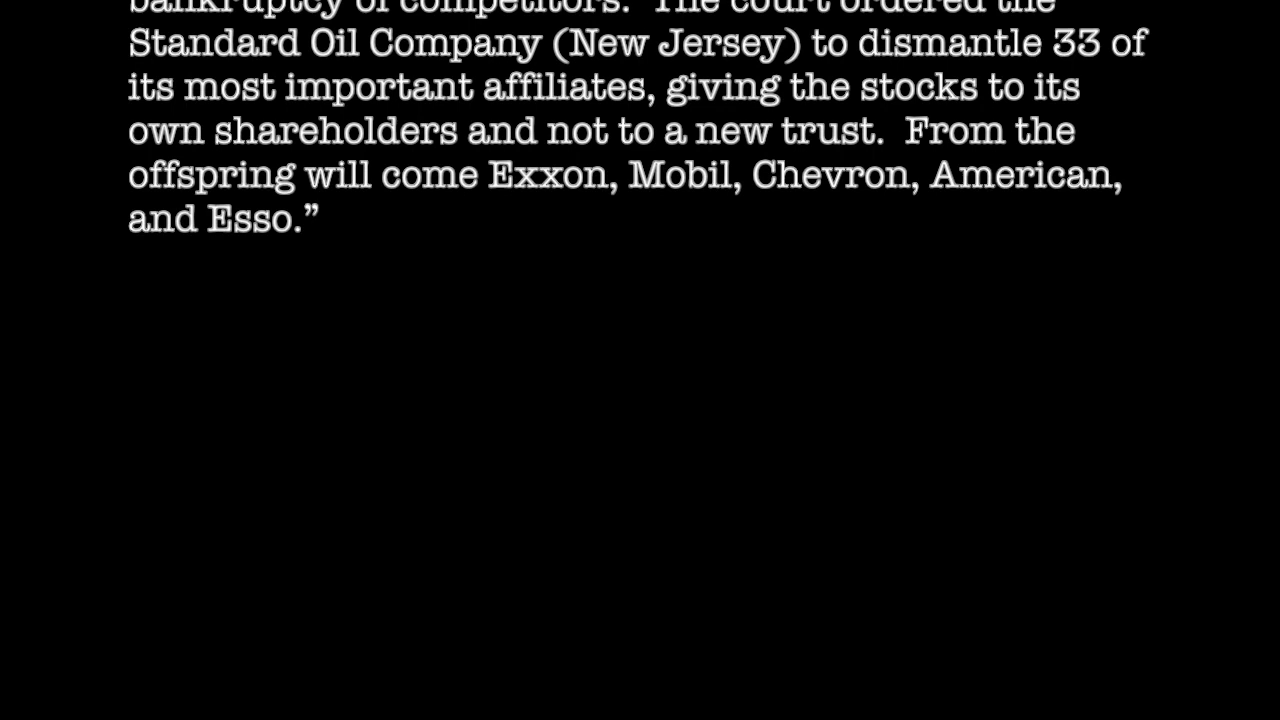 bankruptcy of competitors.  The court ordered the
Standard Oil Company (New Jersey) to dismantle 33 of
its most important affiliates, giving the stocks to its
own shareholders and not to a new trust.  From the
offspring will come Exxon, Mobil, Chevron, American,
and Esso.”